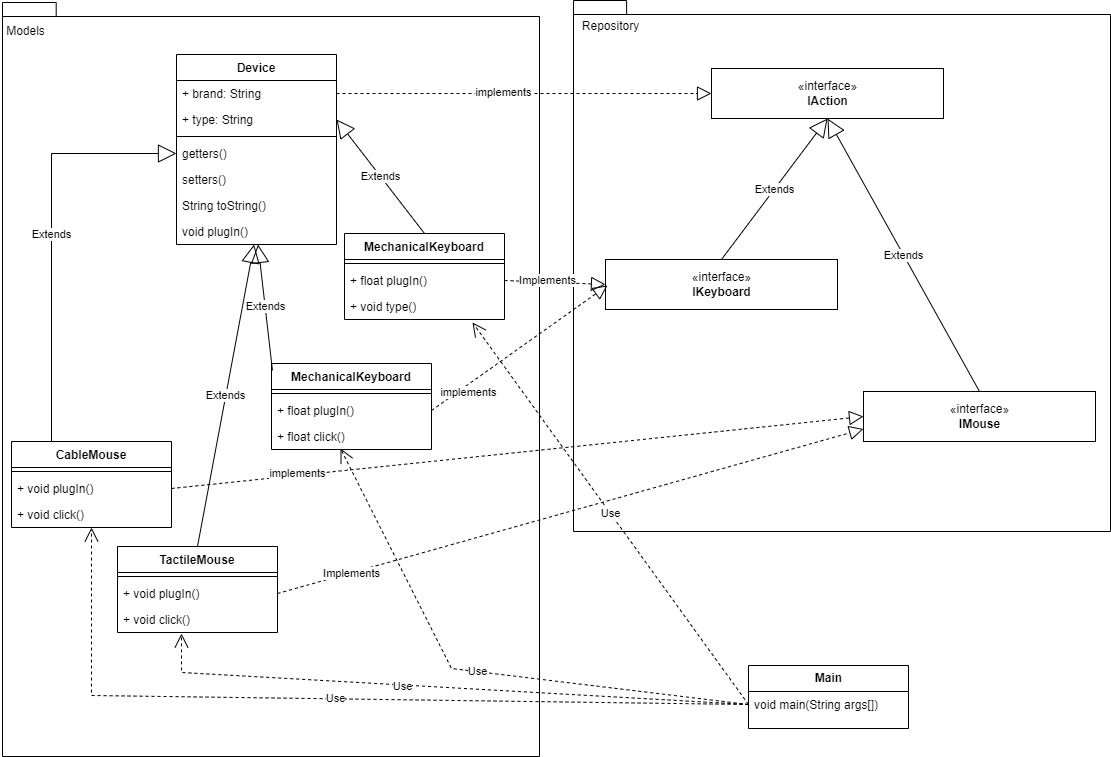 Models
Device
+ brand: String
+ type: String
getters()
setters()
String toString()
void plugIn()
implements
Extends
Extends
MechanicalKeyboard
+ float plugIn()
+ void type()
Implements
Extends
MechanicalKeyboard
+ float plugIn()
+ float click()
implements
Extends
CableMouse
+ void plugIn()
+ void click()
implements
TactileMouse
+ void plugIn()
+ void click()
Implements
Use
Use
Use
Use
Repository
«interface»
IAction
Extends
Extends
«interface»
IKeyboard
«interface»
IMouse
Main
void main(String args[])